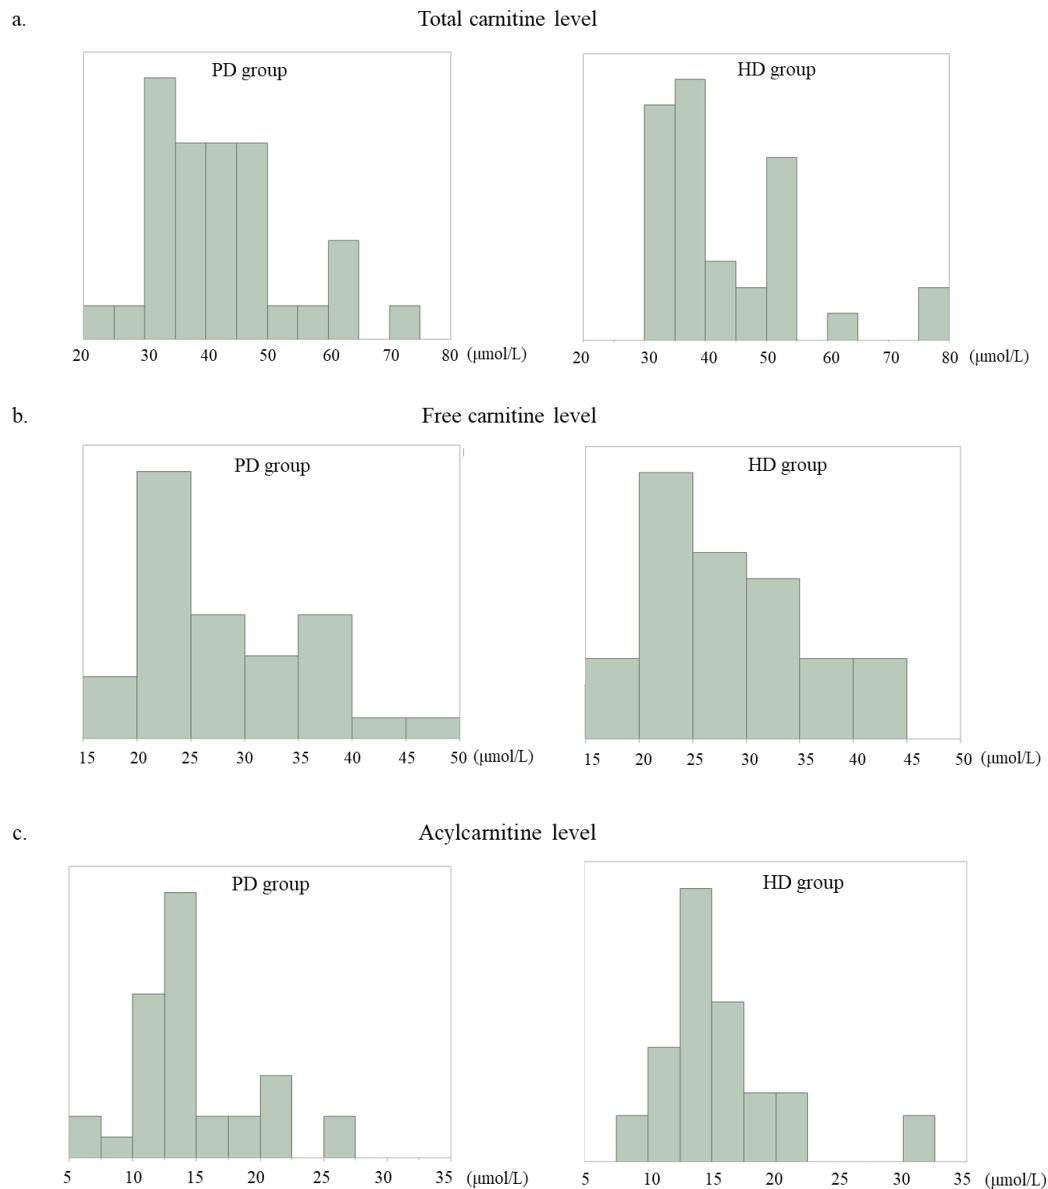 a.
Total carnitine level
PD group
HD group
20 30 40 50 60 70 80 (μmol/L)
20 30 40 50 60 70 80 (μmol/L)
b.
Free carnitine level
PD group
HD group
15 20 25 30 35 40 45 50 (μmol/L)
15 20 25 30 35 40 45 50 (μmol/L)
c.
Acylcarnitine level
PD group
HD group
5 10 15 20 25 30 35 (μmol/L)
5 10 15 20 25 30 35 (μmol/L)